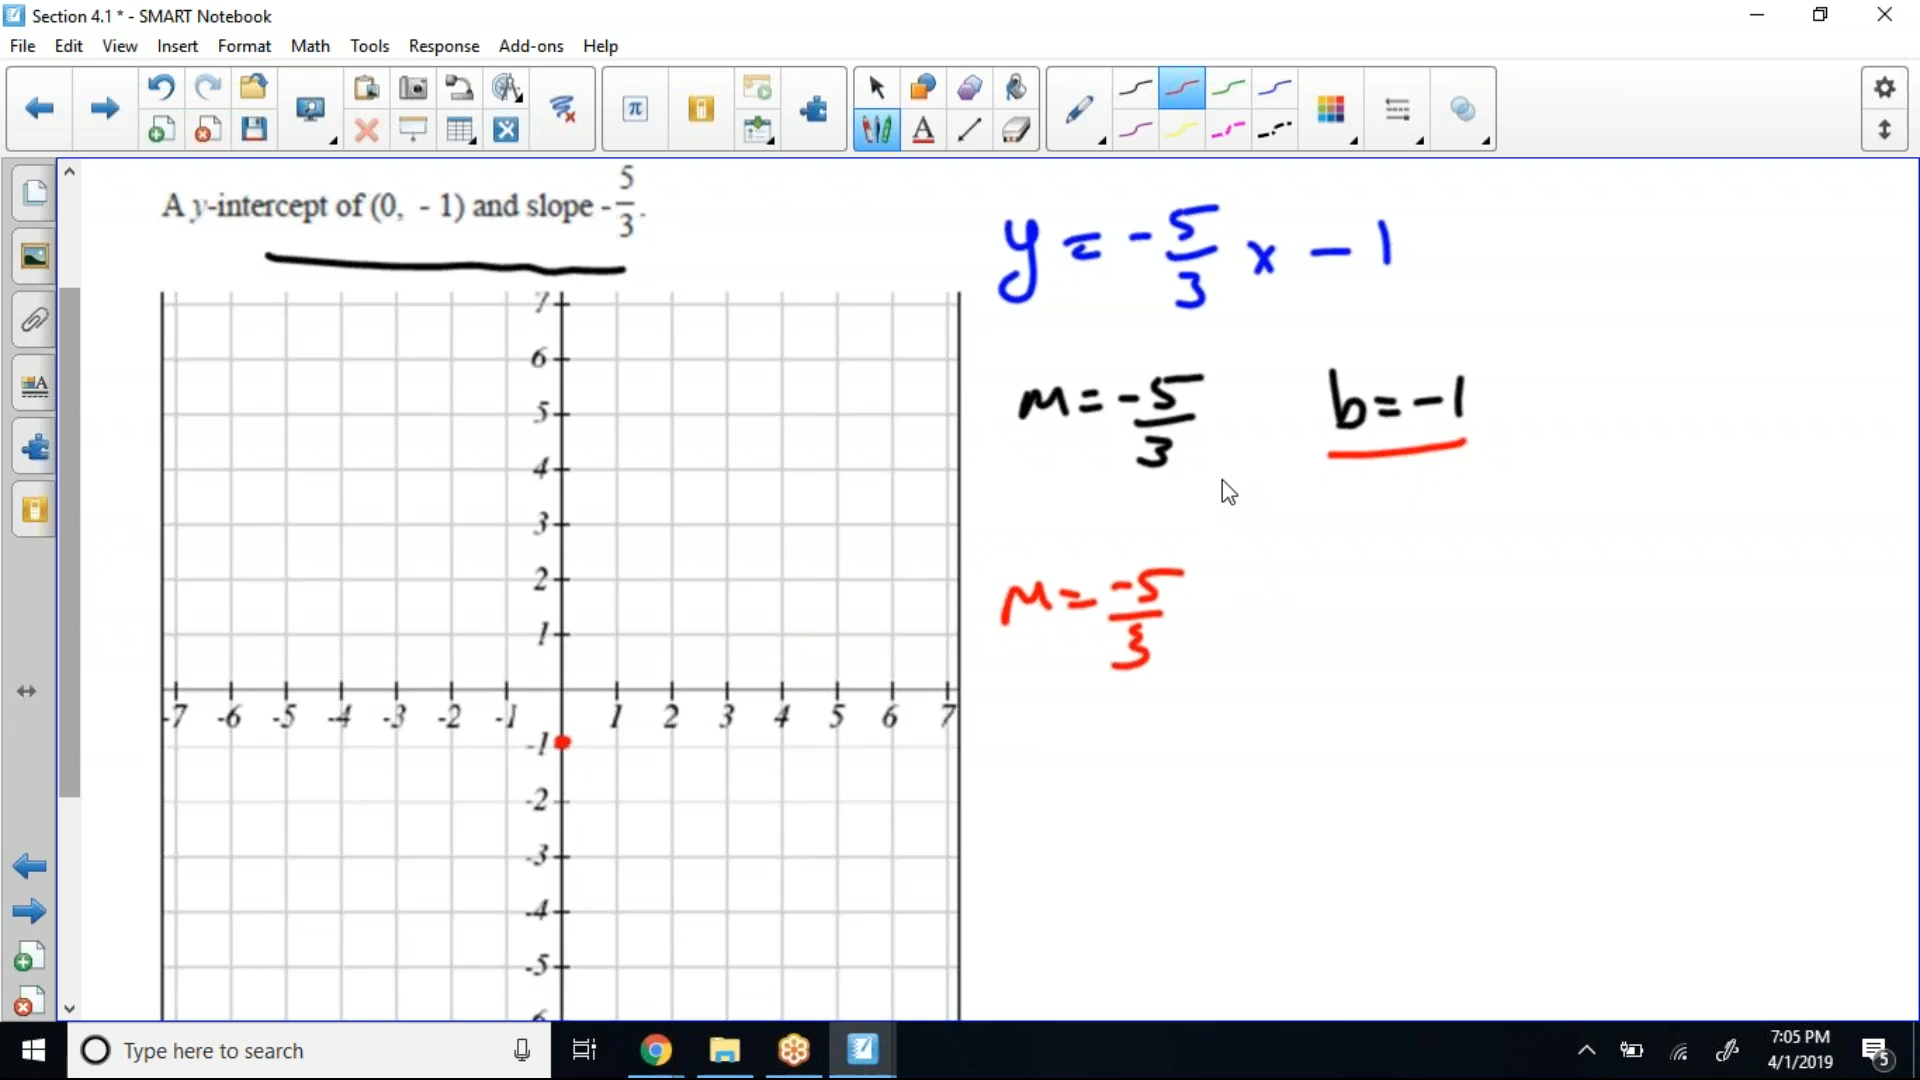 Section 4.1 * - SMART Notebook
File Edit View Insert Format Math Tools Response Add-ons Help
A y-intercept of (0, - 1) and slope -5/3.
y = -5/3 x - 1
m = -5/3
b = -1
m = -5/3
7
6
5
4
3
2
1
-7 -6 -5 -4 -3 -2 -1 1 2 3 4 5 6 7
-1
-2
-3
-4
-5
Type here to search
7:05 PM
4/1/2019
5